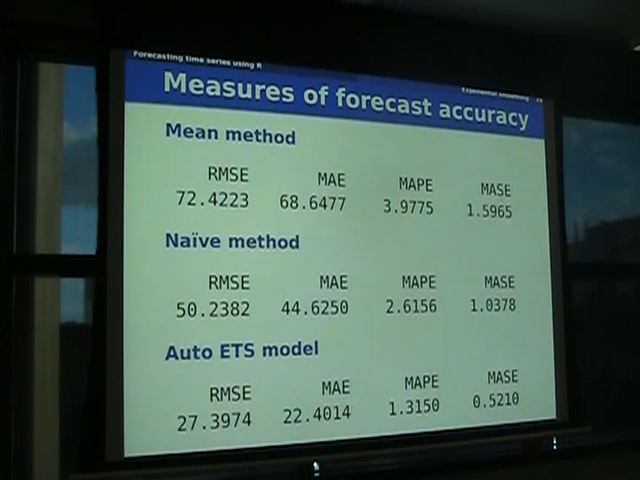 Forecasting time series using R
Exponential smoothing
Measures of forecast accuracy
Mean method
RMSE MAE MAPE MASE
72.4223 68.6477 3.9775 1.5965
Naïve method
RMSE MAE MAPE MASE
50.2382 44.6250 2.6156 1.0378
Auto ETS model
RMSE MAE MAPE MASE
27.3974 22.4014 1.3150 0.5210